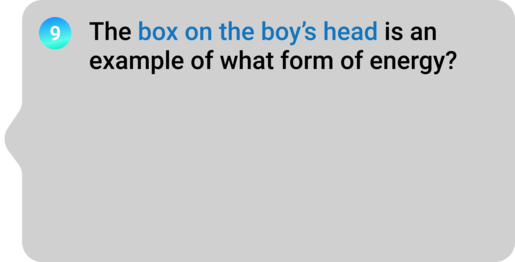 9 The box on the boy's head is an
example of what form of energy?